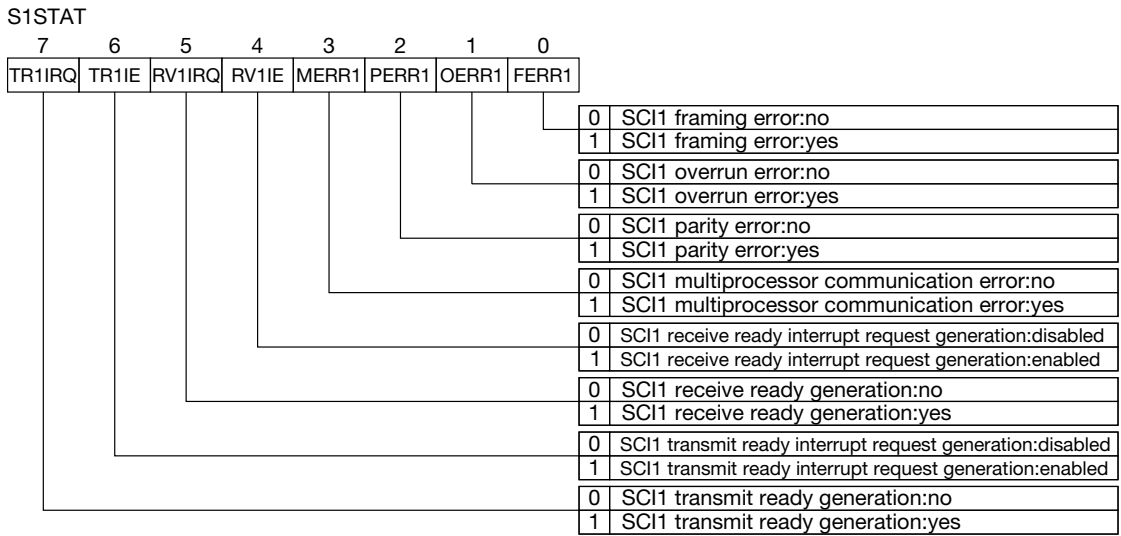 S1STAT
7 6 5 4 3 2 1 0
TR1IRQ TR1IE RV1IRQ RV1IE MERR1 PERR1 OERR1 FERR1
0 SCI1 framing error:no
1 SCI1 framing error:yes
0 SCI1 overrun error:no
1 SCI1 overrun error:yes
0 SCI1 parity error:no
1 SCI1 parity error:yes
0 SCI1 multiprocessor communication error:no
1 SCI1 multiprocessor communication error:yes
0 SCI1 receive ready interrupt request generation:disabled
1 SCI1 receive ready interrupt request generation:enabled
0 SCI1 receive ready generation:no
1 SCI1 receive ready generation:yes
0 SCI1 transmit ready interrupt request generation:disabled
1 SCI1 transmit ready interrupt request generation:enabled
0 SCI1 transmit ready generation:no
1 SCI1 transmit ready generation:yes